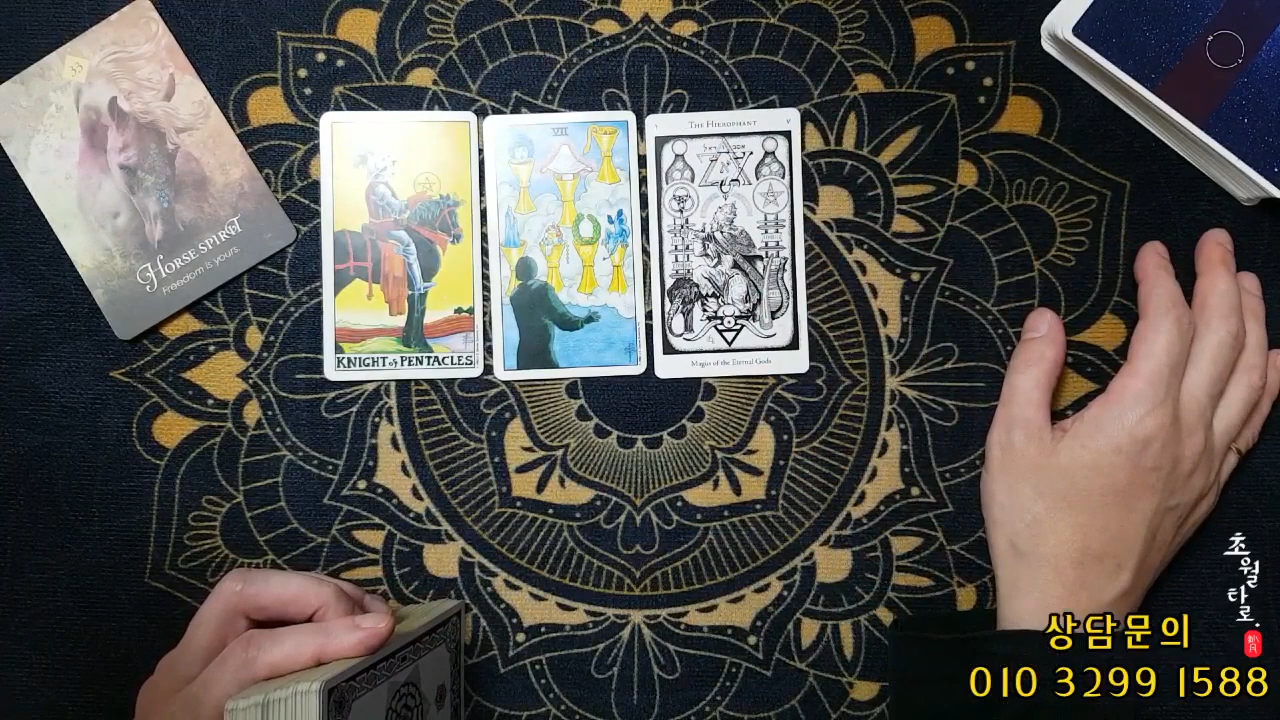 33
HORSE SPIRIT
Freedom is yours.
KNIGHT of PENTACLES
VII
THE HIEROPHANT
V
Magus of the Eternal Gods
초월타로.
상담문의
010 3299 1588